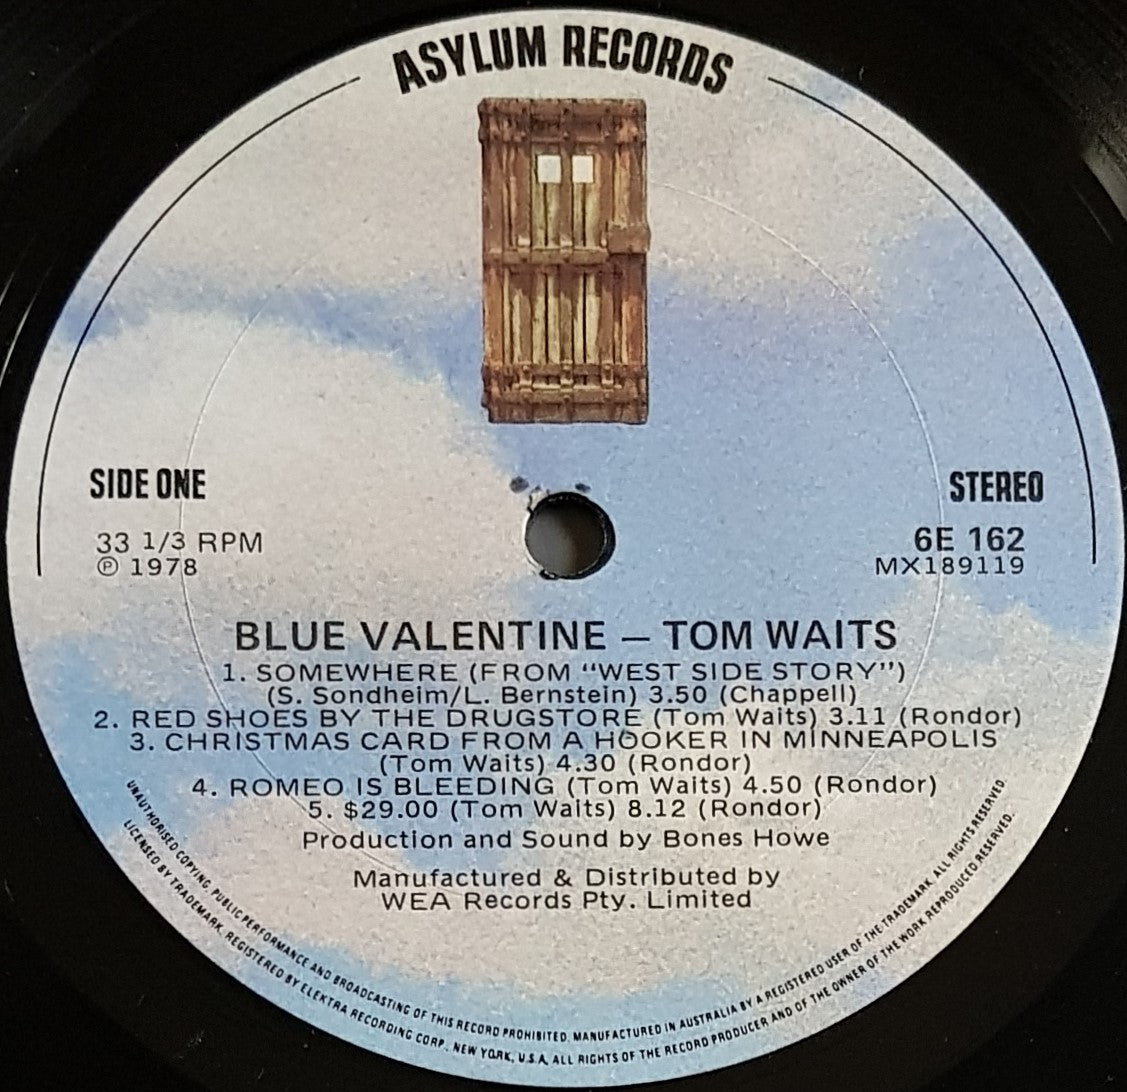 ASYLUM RECORDS
SIDE ONE
STEREO
33 1/3 RPM
6E 162
℗ 1978
MX189119
BLUE VALENTINE – TOM WAITS
1. SOMEWHERE (FROM “WEST SIDE STORY”)
(S. Sondheim/L. Bernstein) 3.50 (Chappell)
2. RED SHOES BY THE DRUGSTORE (Tom Waits) 3.11 (Rondor)
3. CHRISTMAS CARD FROM A HOOKER IN MINNEAPOLIS
(Tom Waits) 4.30 (Rondor)
4. ROMEO IS BLEEDING (Tom Waits) 4.50 (Rondor)
5. $29.00 (Tom Waits) 8.12 (Rondor)
Production and Sound by Bones Howe
Manufactured & Distributed by
WEA Records Pty. Limited
UNAUTHORISED COPYING, PUBLIC PERFORMANCE AND BROADCASTING OF THIS RECORD PROHIBITED. MANUFACTURED IN AUSTRALIA BY A REGISTERED USER OF THE TRADEMARK. ALL RIGHTS RESERVED.
LICENSED BY TRADEMARK. REGISTERED BY ELEKTRA RECORDING CORP., NEW YORK, U.S.A. ALL RIGHTS OF THE RECORD PRODUCER AND OF THE OWNER OF THE WORK REPRODUCED RESERVED.